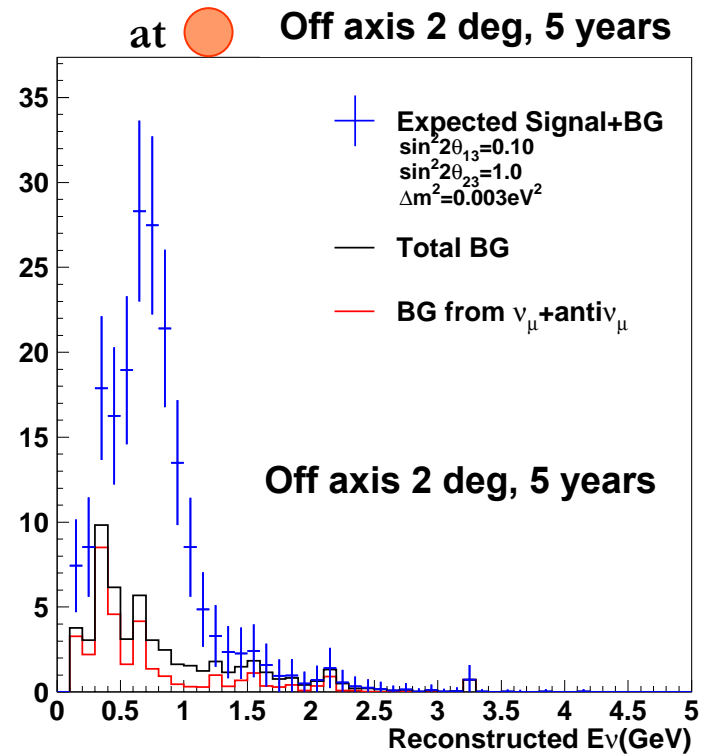 at Off axis 2 deg, 5 years
Expected Signal+BG
sin²2θ₁₃=0.10
sin²2θ₂₃=1.0
Δm²=0.003eV²
Total BG
BG from ν_μ+antiν_μ
Off axis 2 deg, 5 years
35
30
25
20
15
10
5
0
0 0.5 1 1.5 2 2.5 3 3.5 4 4.5 5
Reconstructed Eν(GeV)